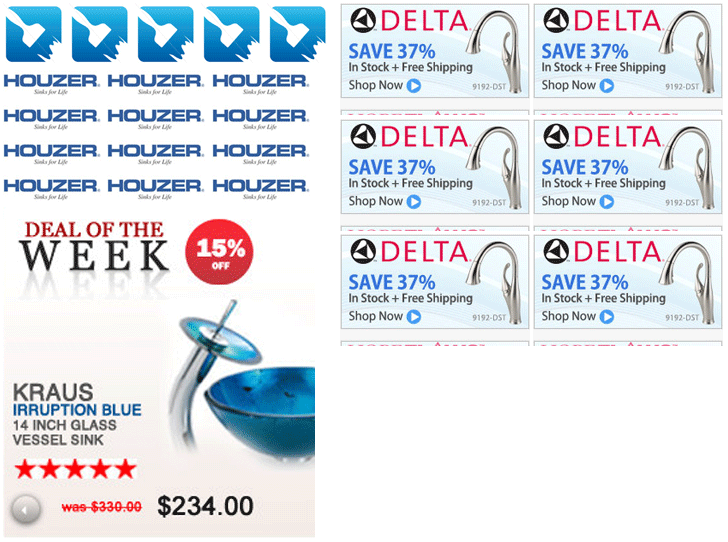 HOUZER® HOUZER® HOUZER®
Sinks for Life Sinks for Life Sinks for Life
HOUZER® HOUZER® HOUZER®
Sinks for Life Sinks for Life Sinks for Life
HOUZER® HOUZER® HOUZER®
Sinks for Life Sinks for Life Sinks for Life
HOUZER® HOUZER® HOUZER®
Sinks for Life Sinks for Life Sinks for Life
DEAL OF THE
WEEK
15%
OFF
KRAUS
IRRUPTION BLUE
14 INCH GLASS
VESSEL SINK
was $330.00 $234.00
DELTA
SAVE 37%
In Stock + Free Shipping
Shop Now 9192-DST
DELTA
SAVE 37%
In Stock + Free Shipping
Shop Now 9192-DST
DELTA
SAVE 37%
In Stock + Free Shipping
Shop Now 9192-DST
DELTA
SAVE 37%
In Stock + Free Shipping
Shop Now 9192-DST
DELTA
SAVE 37%
In Stock + Free Shipping
Shop Now 9192-DST
DELTA
SAVE 37%
In Stock + Free Shipping
Shop Now 9192-DST